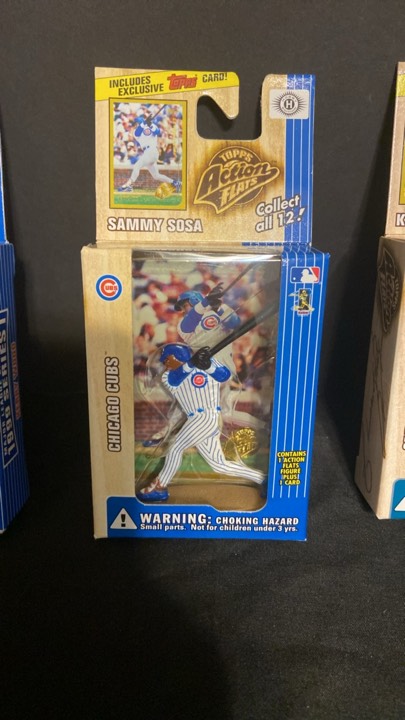 INCLUDES
EXCLUSIVE Topps CARD!
TOPPS
Action
FLATS
SAMMY SOSA
Collect
all 12!
CUBS
CHICAGO CUBS™
CONTAINS
1 ACTION
FLATS
FIGURE
(PLUS)
1 CARD
WARNING: CHOKING HAZARD
Small parts. Not for children under 3 yrs.
K